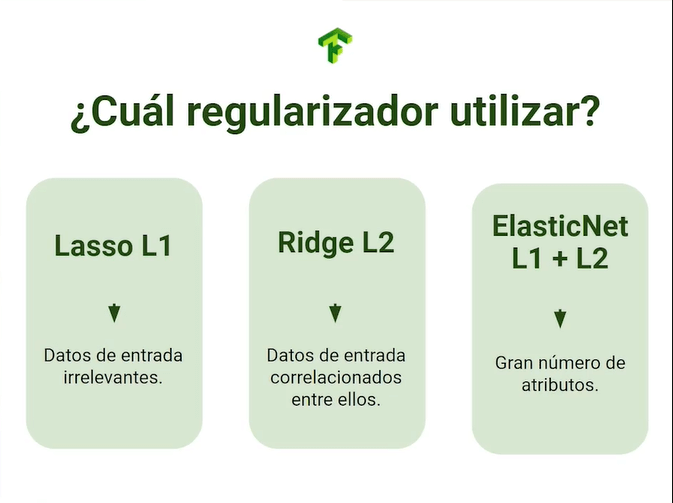 ¿Cuál regularizador utilizar?
Lasso L1
Datos de entrada
irrelevantes.
Ridge L2
Datos de entrada
correlacionados
entre ellos.
ElasticNet
L1 + L2
Gran número de
atributos.